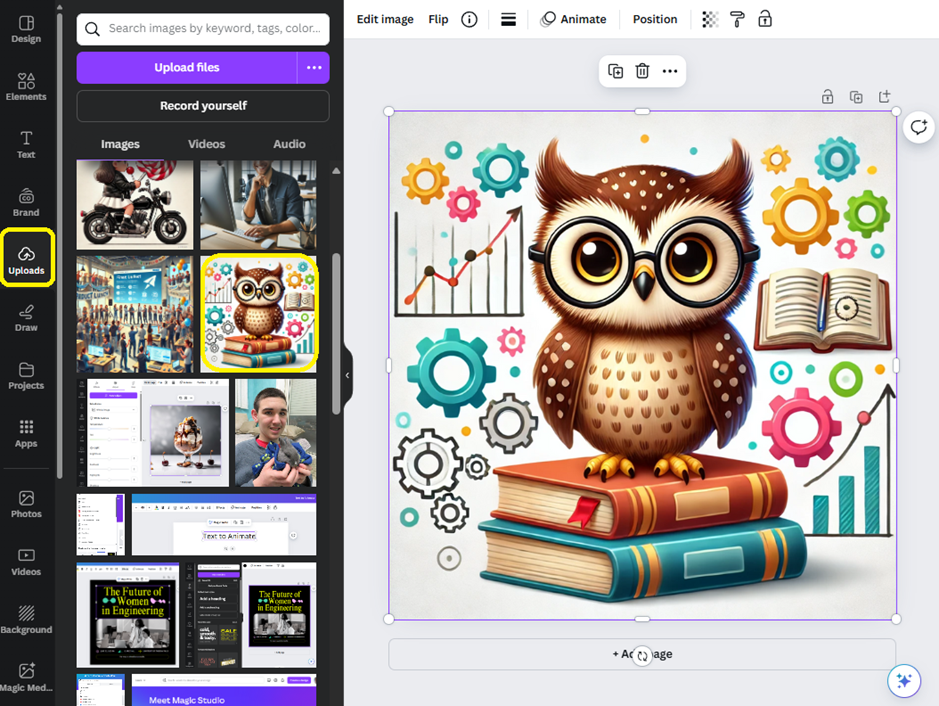 Design
Elements
Text
Brand
Uploads
Draw
Projects
Apps
Photos
Videos
Background
Magic Med...
Search images by keyword, tags, color...
Upload files
Record yourself
Images Videos Audio
Text to Animate
The Future of
Women
in Engineering
The Future of
Women
in Engineering
Add a heading
Meet Magic Studio
Edit image Flip Animate Position